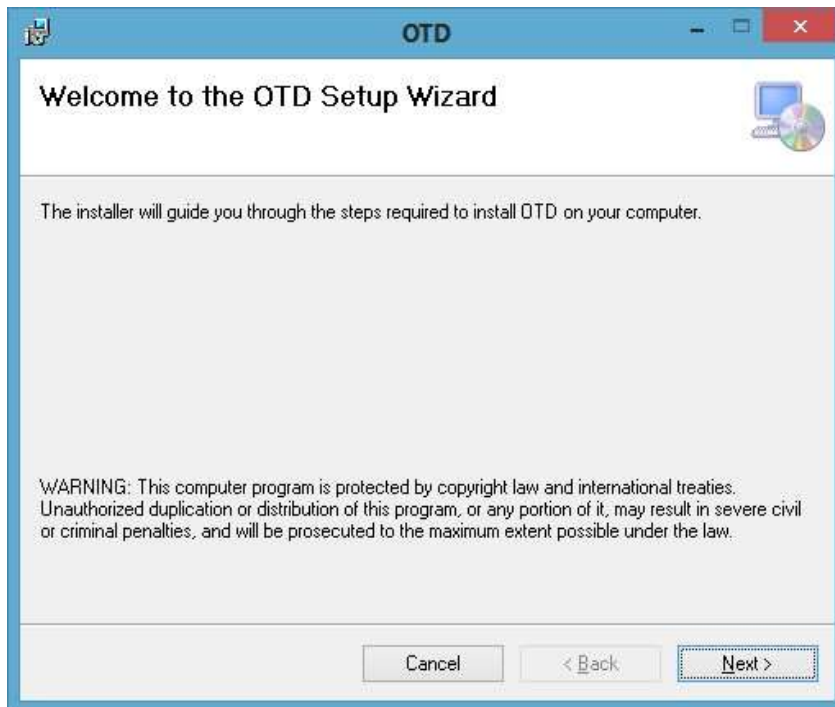 OTD
Welcome to the OTD Setup Wizard
The installer will guide you through the steps required to install OTD on your computer.
WARNING: This computer program is protected by copyright law and international treaties.
Unauthorized duplication or distribution of this program, or any portion of it, may result in severe civil
or criminal penalties, and will be prosecuted to the maximum extent possible under the law.
Cancel < Back Next >